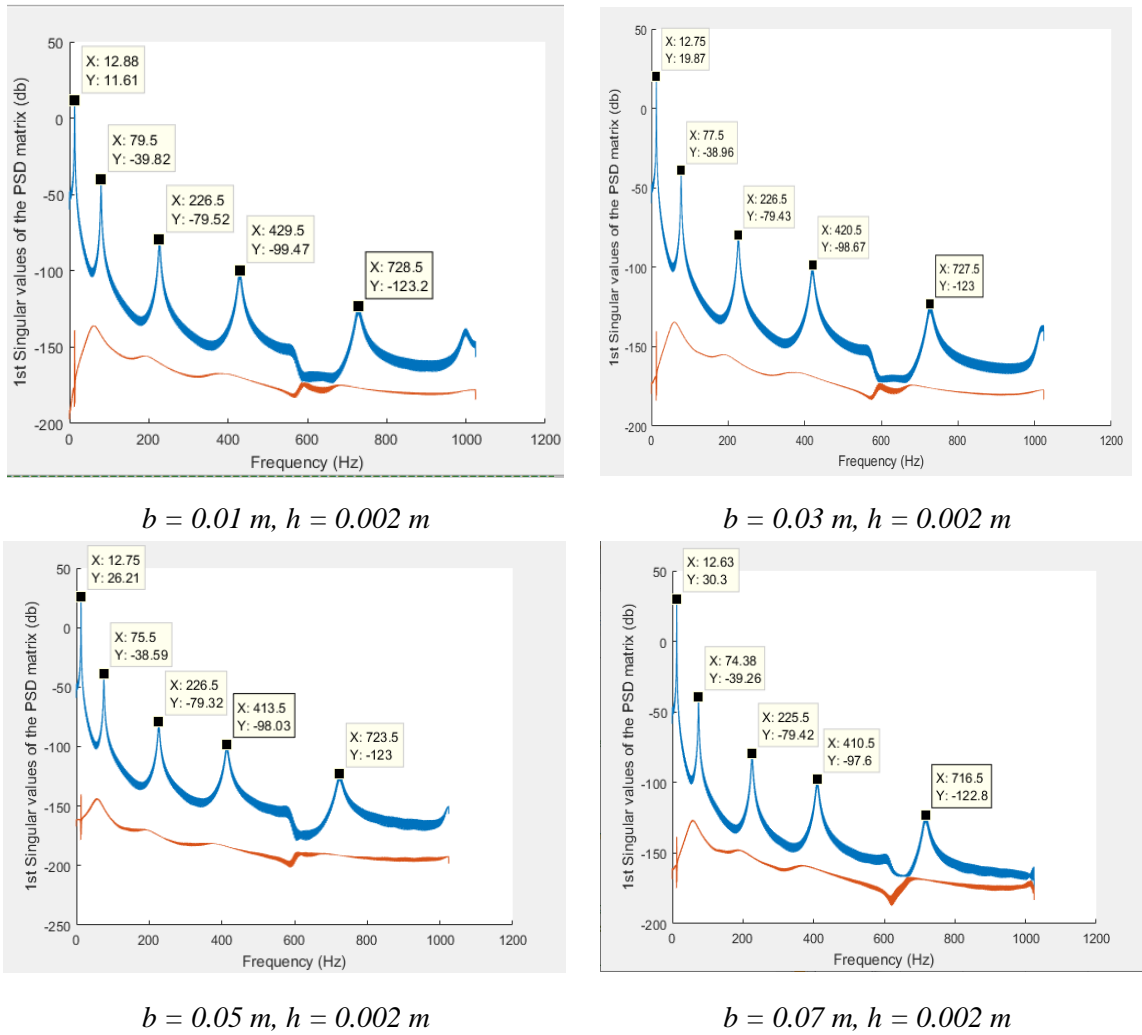 50
0
-50
-100
-150
-200
0
200
400
600
800
1000
1200
1st Singular values of the PSD matrix (db)
Frequency (Hz)
X: 12.88
Y: 11.61
X: 79.5
Y: -39.82
X: 226.5
Y: -79.52
X: 429.5
Y: -99.47
X: 728.5
Y: -123.2
b = 0.01 m, h = 0.002 m
50
0
-50
-100
-150
-200
0
200
400
600
800
1000
1200
1st Singular values of the PSD matrix (db)
Frequency (Hz)
X: 12.75
Y: 19.87
X: 77.5
Y: -38.96
X: 226.5
Y: -79.43
X: 420.5
Y: -98.67
X: 727.5
Y: -123
b = 0.03 m, h = 0.002 m
50
0
-50
-100
-150
-200
-250
0
200
400
600
800
1000
1200
1st Singular values of the PSD matrix (db)
Frequency (Hz)
X: 12.75
Y: 26.21
X: 75.5
Y: -38.59
X: 226.5
Y: -79.32
X: 413.5
Y: -98.03
X: 723.5
Y: -123
b = 0.05 m, h = 0.002 m
50
0
-50
-100
-150
-200
0
200
400
600
800
1000
1200
1st Singular values of the PSD matrix (db)
Frequency (Hz)
X: 12.63
Y: 30.3
X: 74.38
Y: -39.26
X: 225.5
Y: -79.42
X: 410.5
Y: -97.6
X: 716.5
Y: -122.8
b = 0.07 m, h = 0.002 m